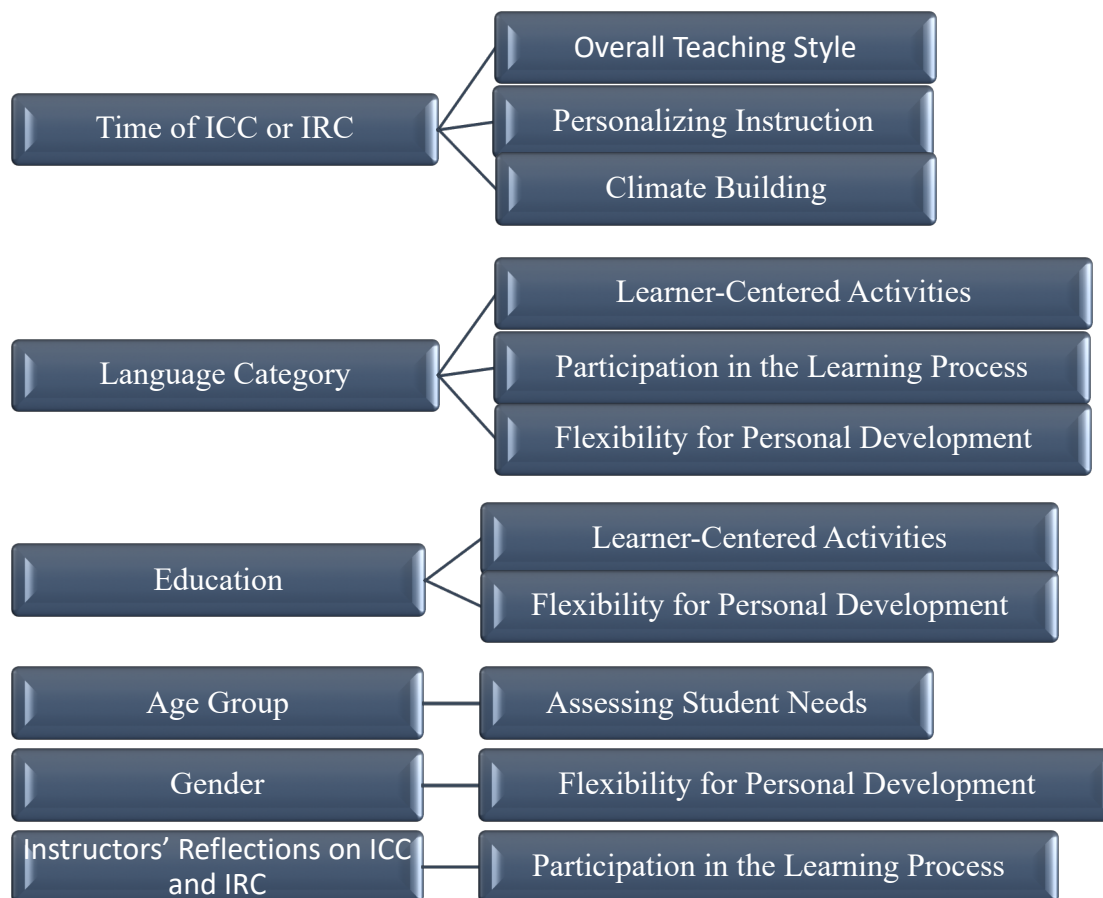 Overall Teaching Style
Time of ICC or IRC
Personalizing Instruction
Climate Building
Learner-Centered Activities
Language Category
Participation in the Learning Process
Flexibility for Personal Development
Learner-Centered Activities
Education
Flexibility for Personal Development
Age Group
Assessing Student Needs
Gender
Flexibility for Personal Development
Instructors’ Reflections on ICC
and IRC
Participation in the Learning Process